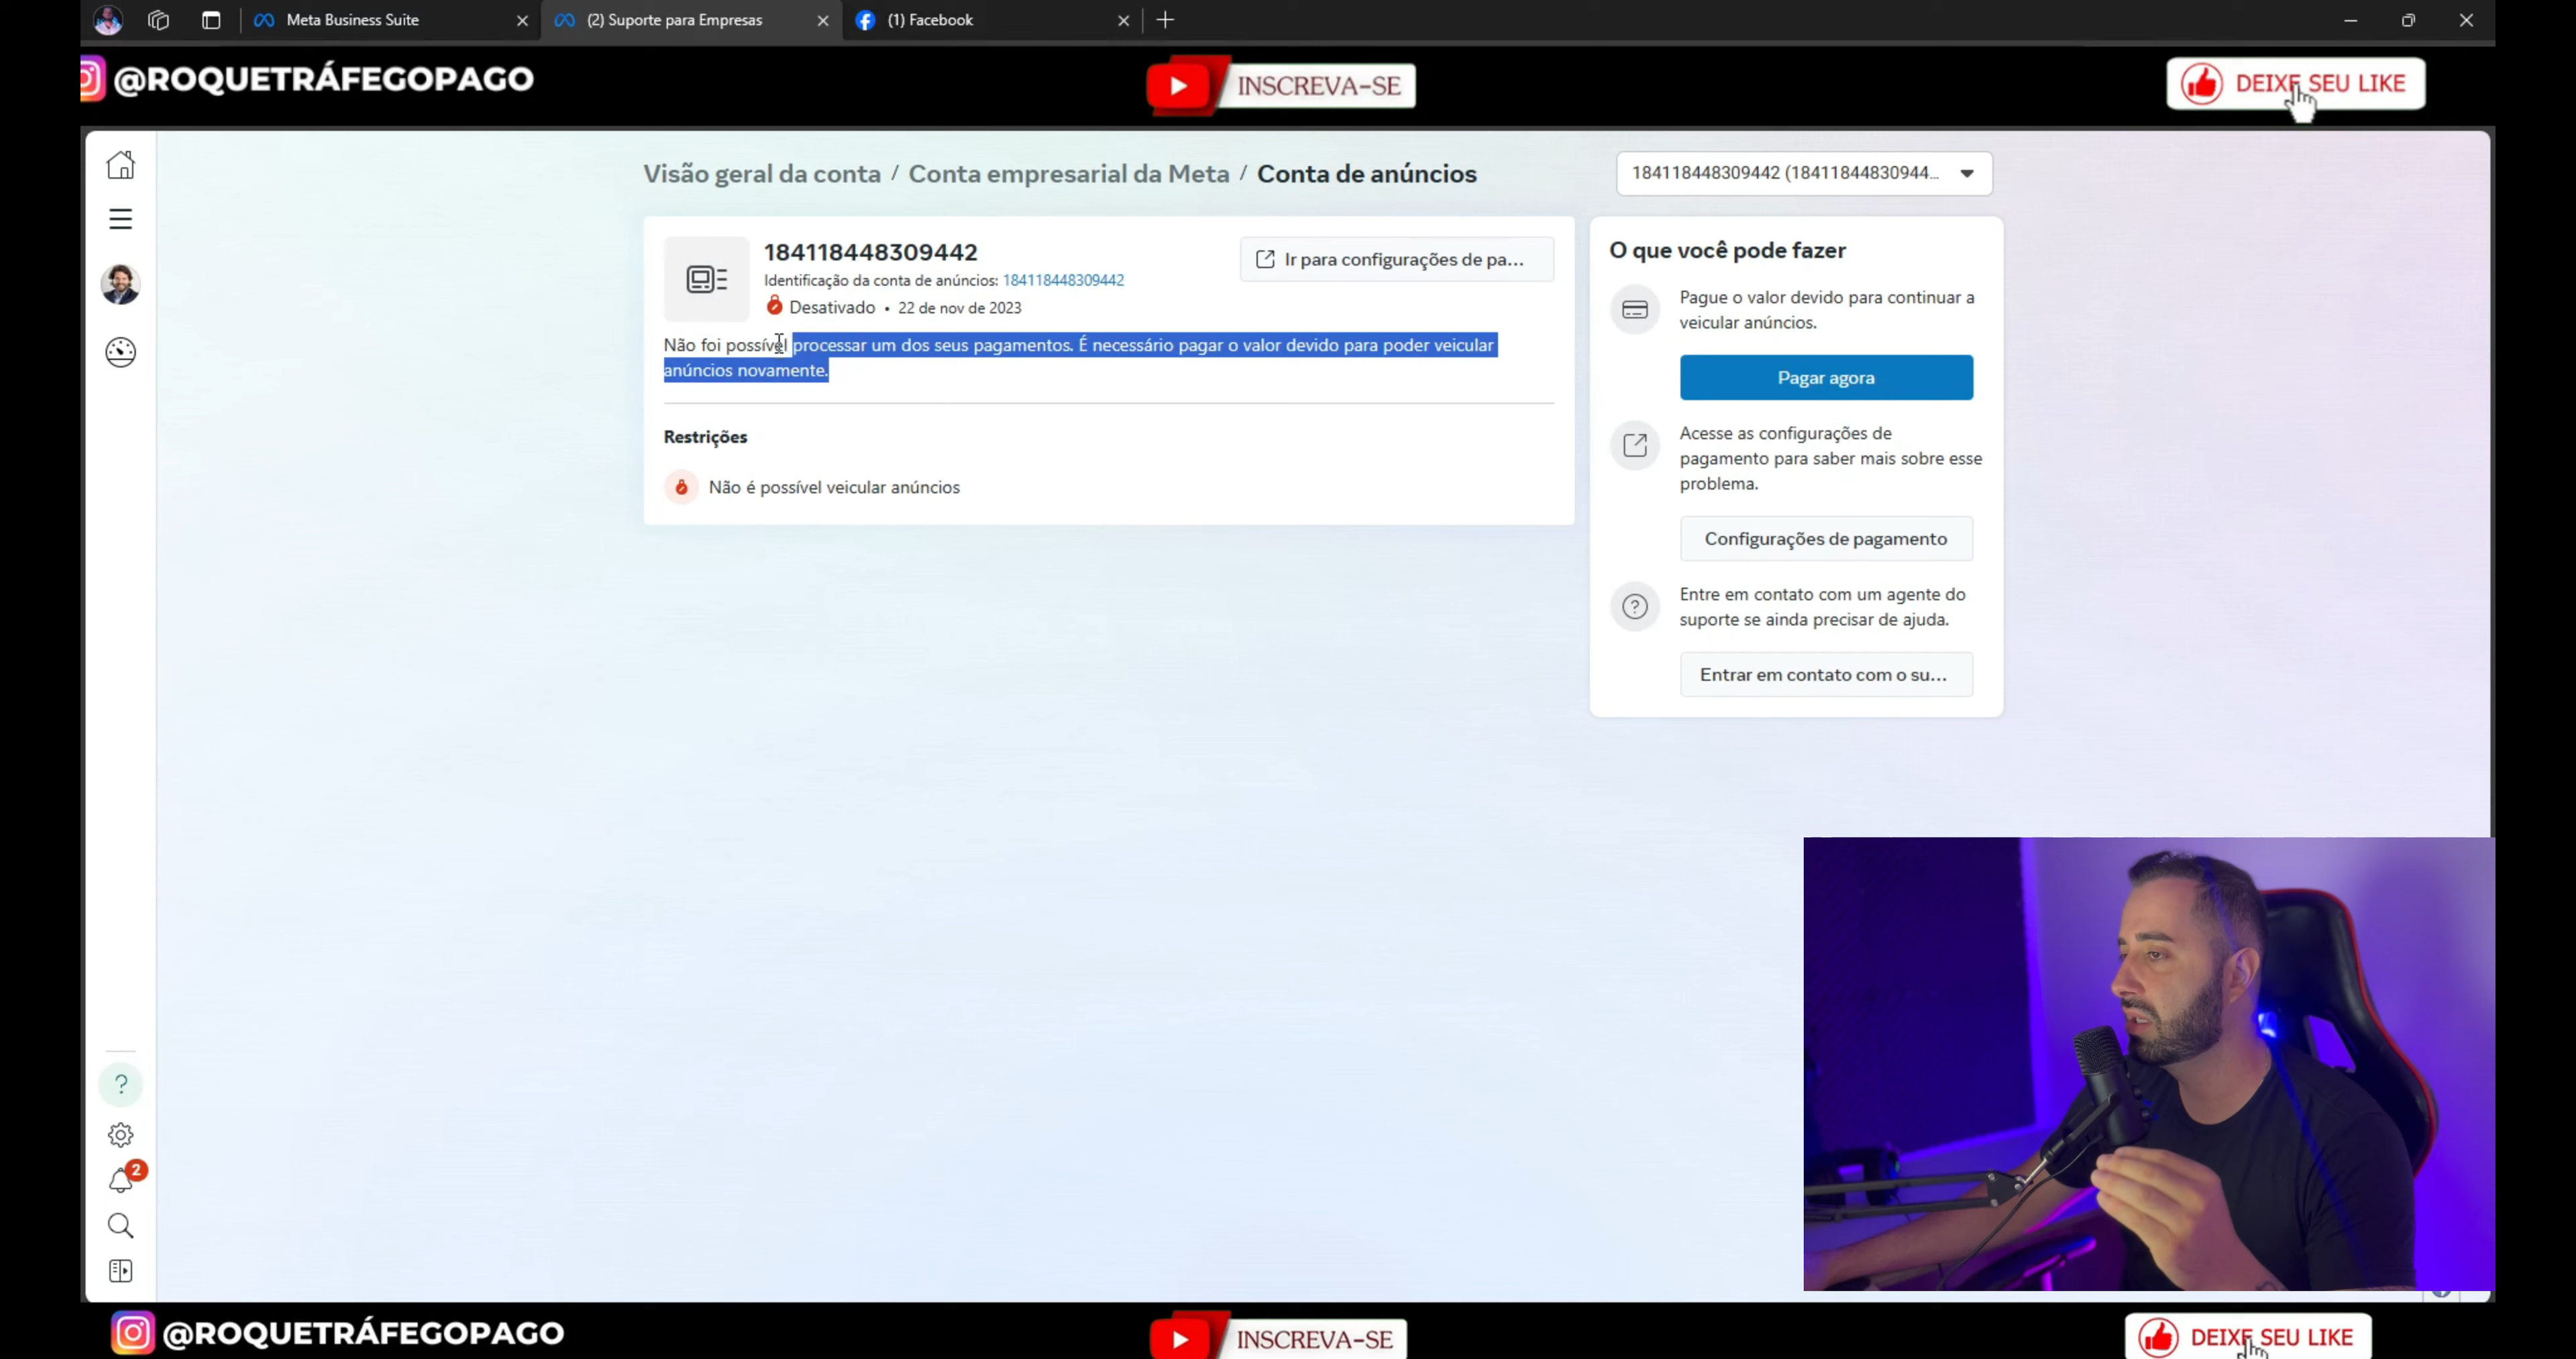 Meta Business Suite
(2) Suporte para Empresas
(1) Facebook
@ROQUETRÁFEGOPAGO
INSCREVA-SE
DEIXE SEU LIKE
Visão geral da conta / Conta empresarial da Meta / Conta de anúncios
184118448309442 (18411844830944...
184118448309442
Identificação da conta de anúncios: 184118448309442
Desativado • 22 de nov de 2023
Ir para configurações de pa...
Não foi possível processar um dos seus pagamentos. É necessário pagar o valor devido para poder veicular
anúncios novamente.
Restrições
Não é possível veicular anúncios
O que você pode fazer
Pague o valor devido para continuar a
veicular anúncios.
Pagar agora
Acesse as configurações de
pagamento para saber mais sobre esse
problema.
Configurações de pagamento
Entre em contato com um agente do
suporte se ainda precisar de ajuda.
Entrar em contato com o su...
?
2
@ROQUETRÁFEGOPAGO
INSCREVA-SE
DEIXE SEU LIKE